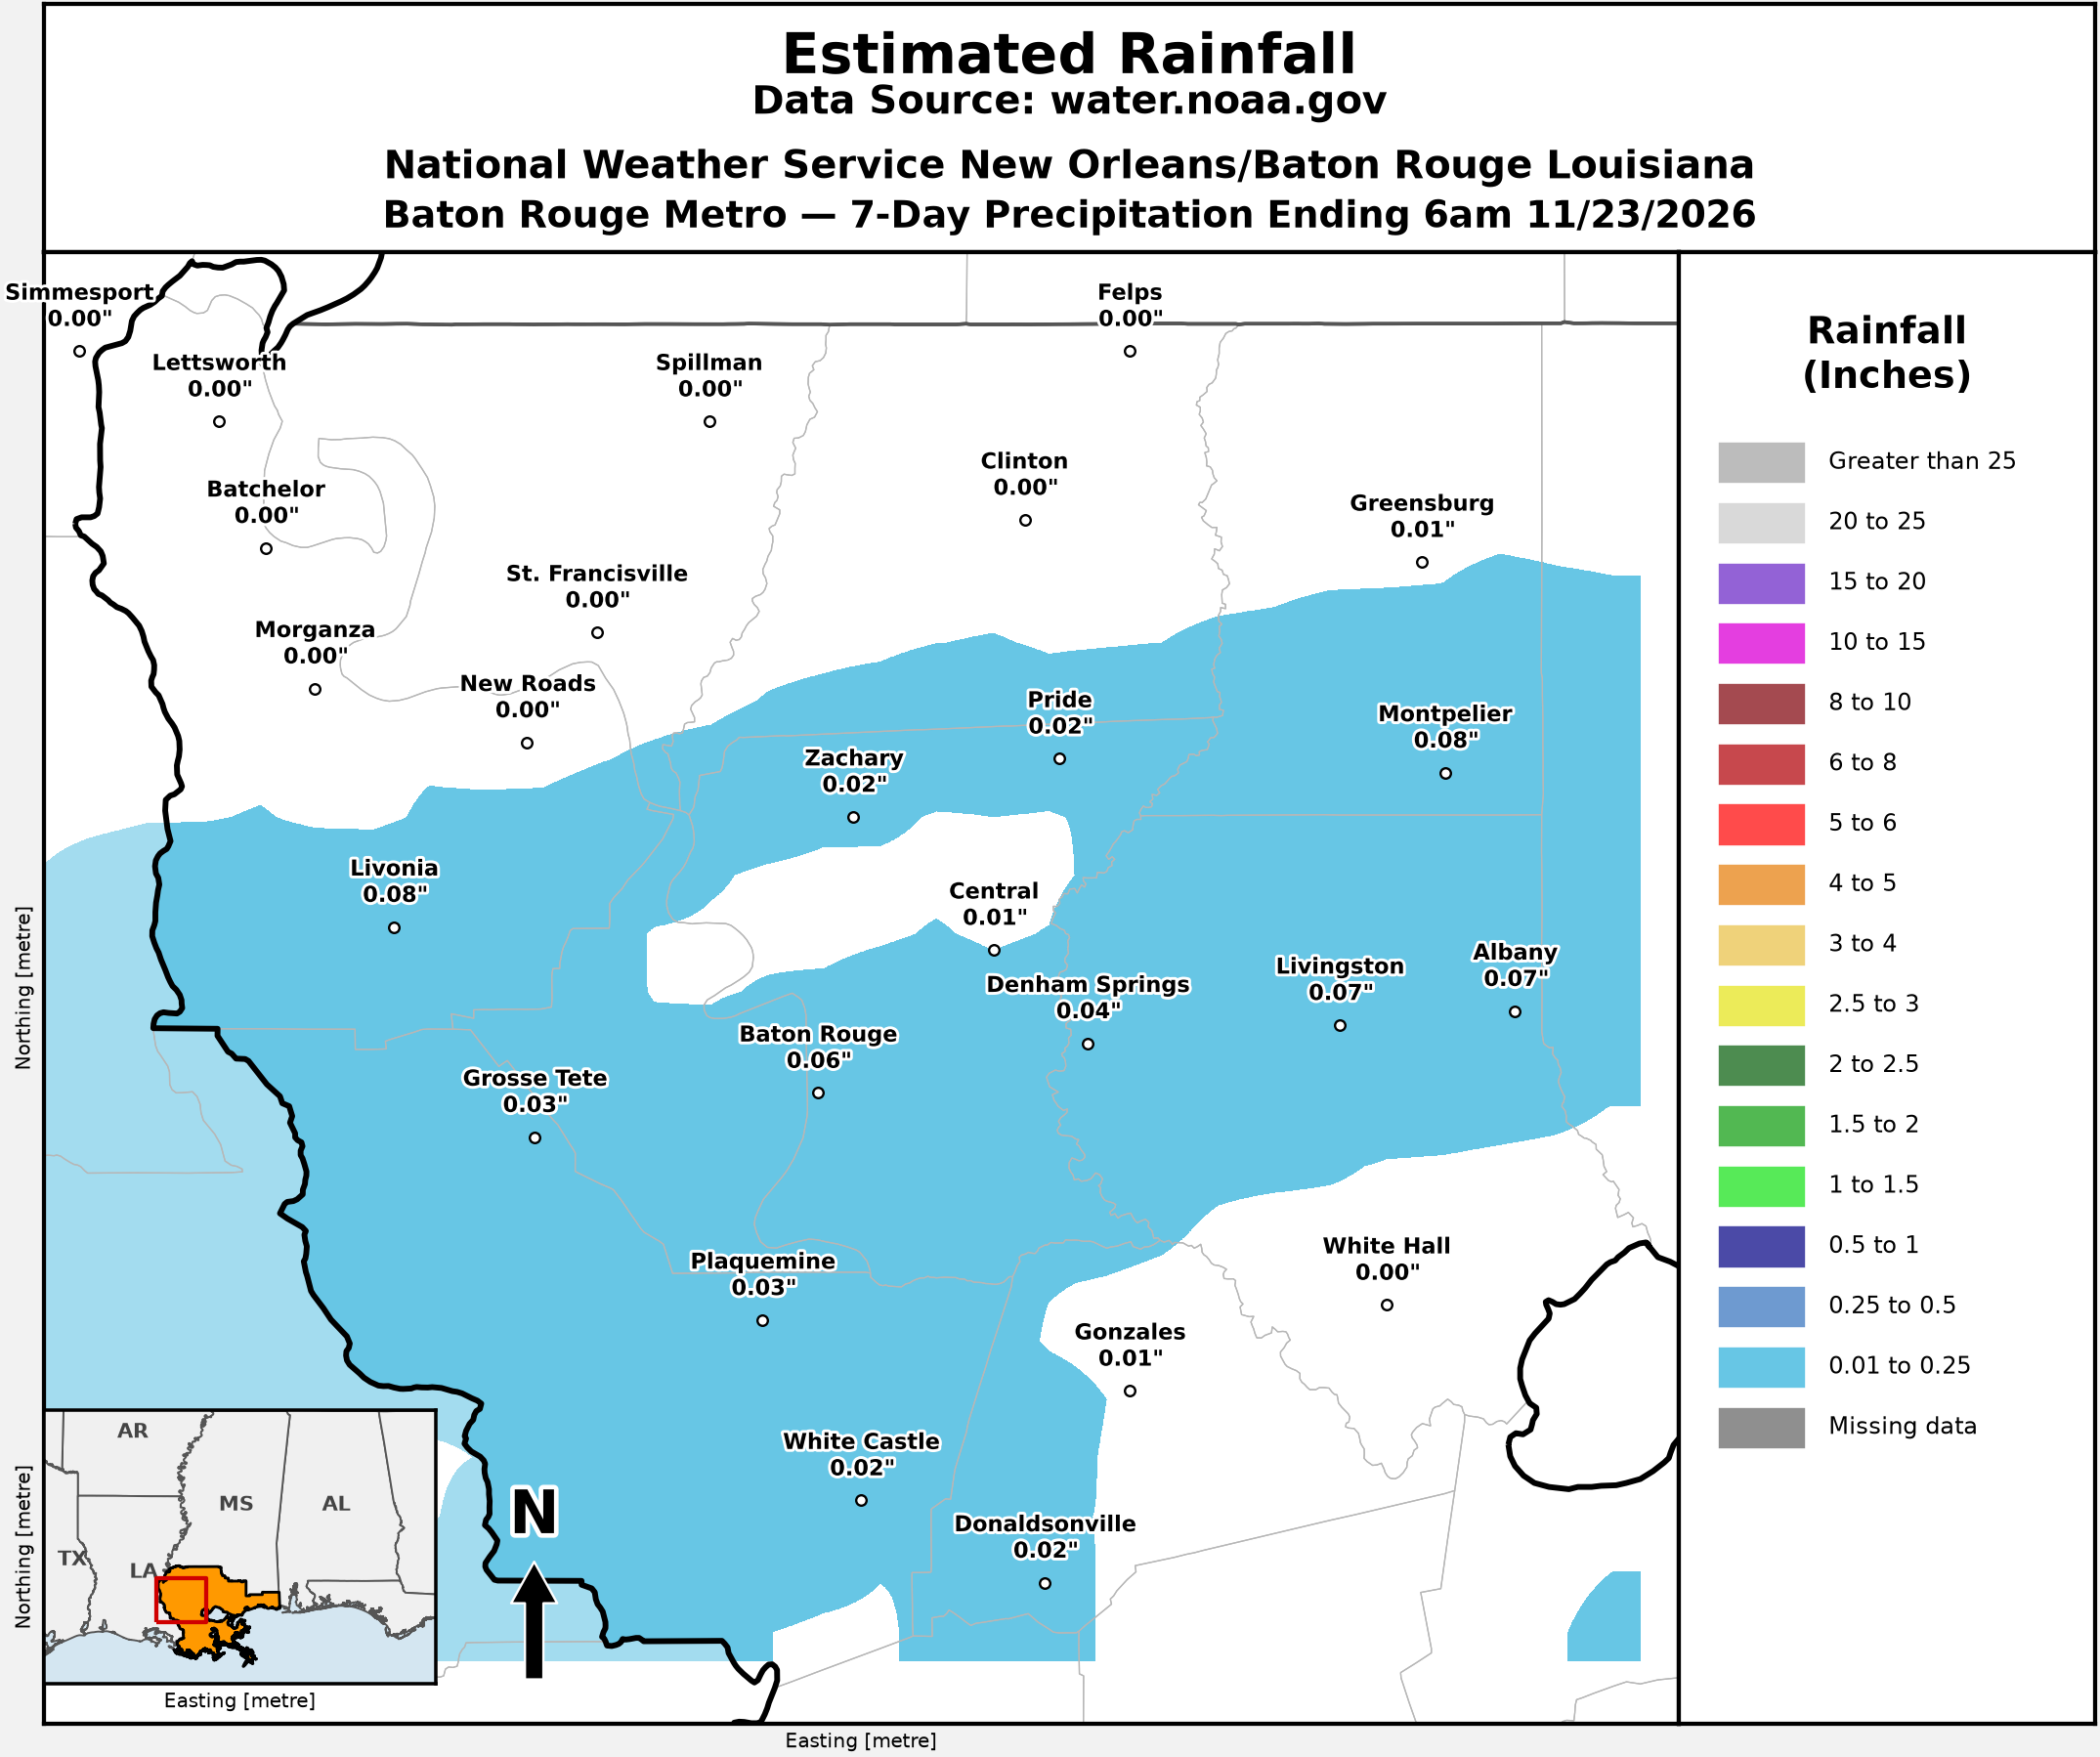 Estimated Rainfall
Data Source: water.noaa.gov
National Weather Service New Orleans/Baton Rouge Louisiana
Baton Rouge Metro — 7-Day Precipitation Ending 6am 11/23/2026
Simmesport
0.00"
Felps
0.00"
Lettsworth
0.00"
Spillman
0.00"
Clinton
0.00"
Batchelor
0.00"
Greensburg
0.01"
St. Francisville
0.00"
Morganza
0.00"
New Roads
0.00"
Pride
0.02"
Montpelier
0.08"
Zachary
0.02"
Livonia
0.08"
Central
0.01"
Denham Springs
0.04"
Livingston
0.07"
Albany
0.07"
Baton Rouge
0.06"
Grosse Tete
0.03"
Plaquemine
0.03"
White Hall
0.00"
Gonzales
0.01"
White Castle
0.02"
Donaldsonville
0.02"
N
AR
MS
AL
TX
LA
Northing [metre]
Northing [metre]
Easting [metre]
Easting [metre]
Rainfall
(Inches)
Greater than 25
20 to 25
15 to 20
10 to 15
8 to 10
6 to 8
5 to 6
4 to 5
3 to 4
2.5 to 3
2 to 2.5
1.5 to 2
1 to 1.5
0.5 to 1
0.25 to 0.5
0.01 to 0.25
Missing data